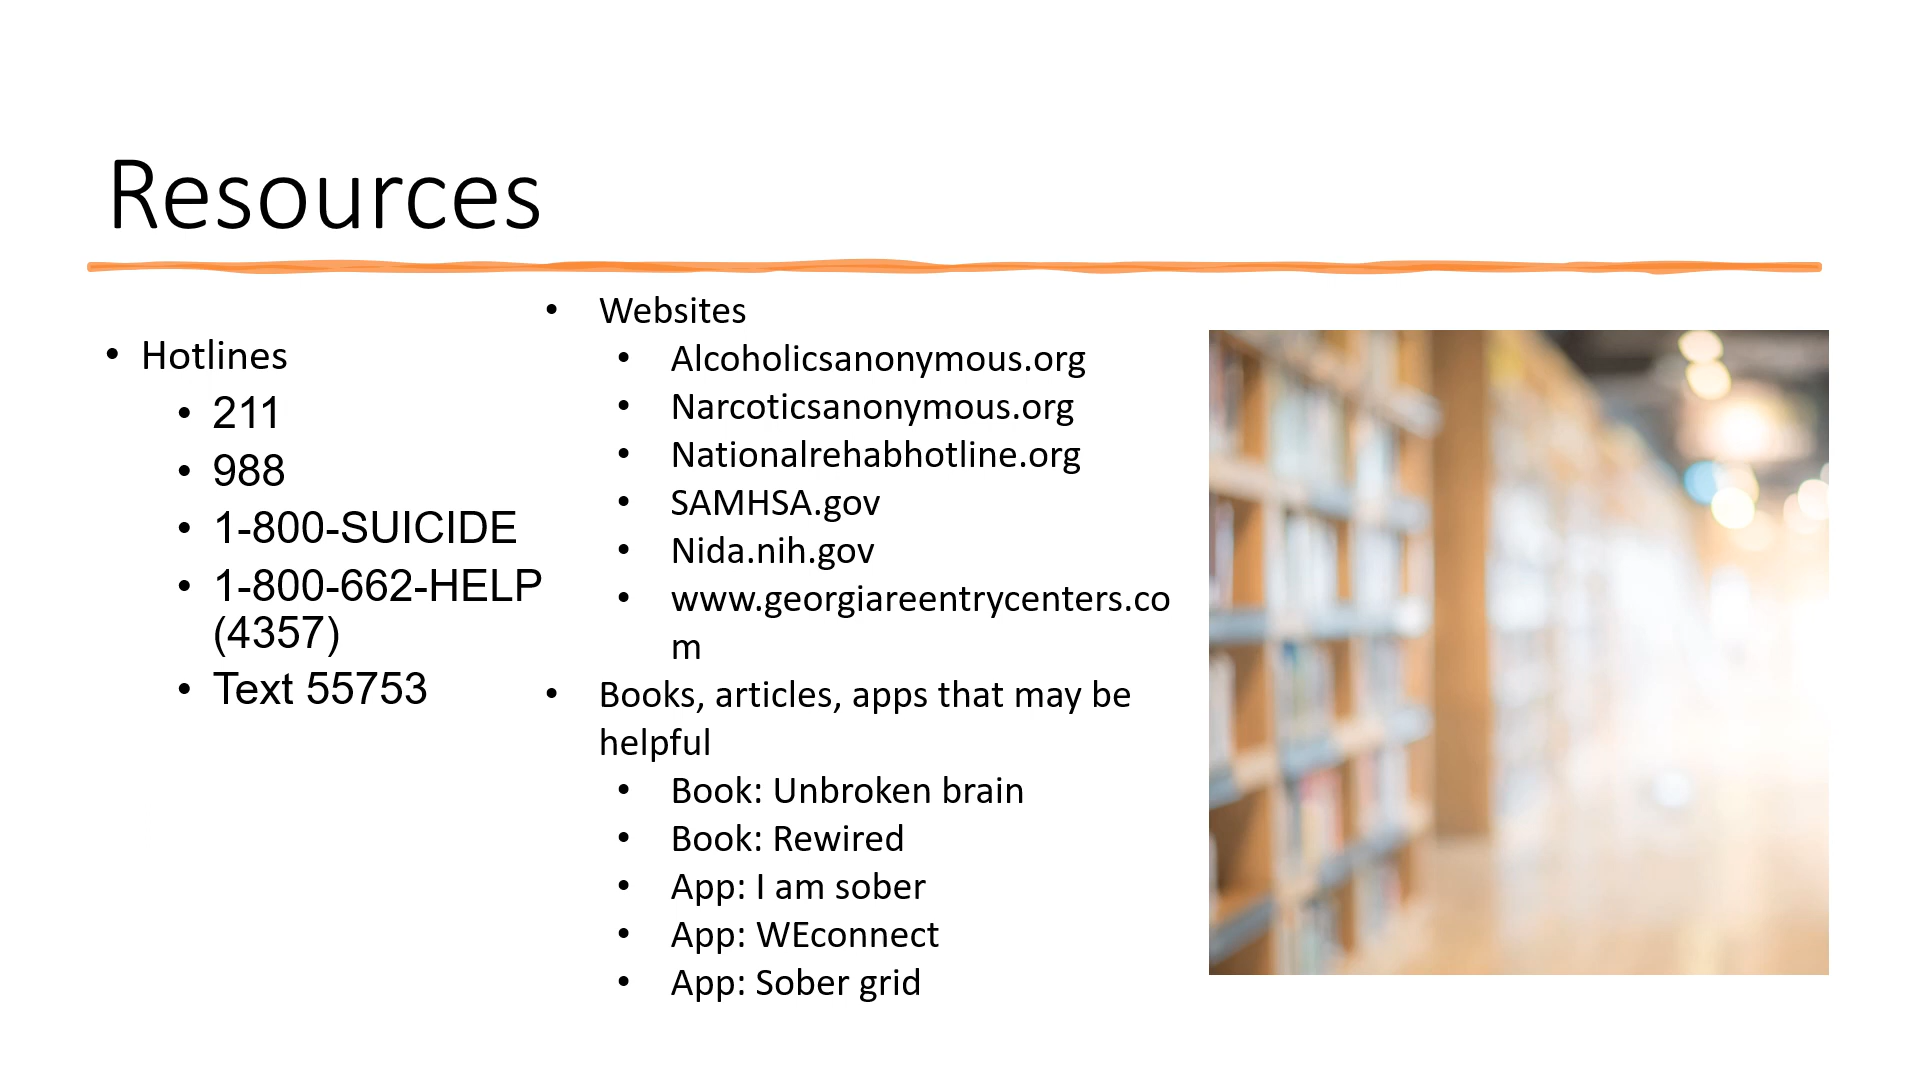 Resources
• Hotlines
• 211
• 988
• 1-800-SUICIDE
• 1-800-662-HELP
(4357)
• Text 55753
• Websites
• Alcoholicsanonymous.org
• Narcoticsanonymous.org
• Nationalrehabhotline.org
• SAMHSA.gov
• Nida.nih.gov
• www.georgiareentrycenters.co
m
• Books, articles, apps that may be
helpful
• Book: Unbroken brain
• Book: Rewired
• App: I am sober
• App: WEconnect
• App: Sober grid